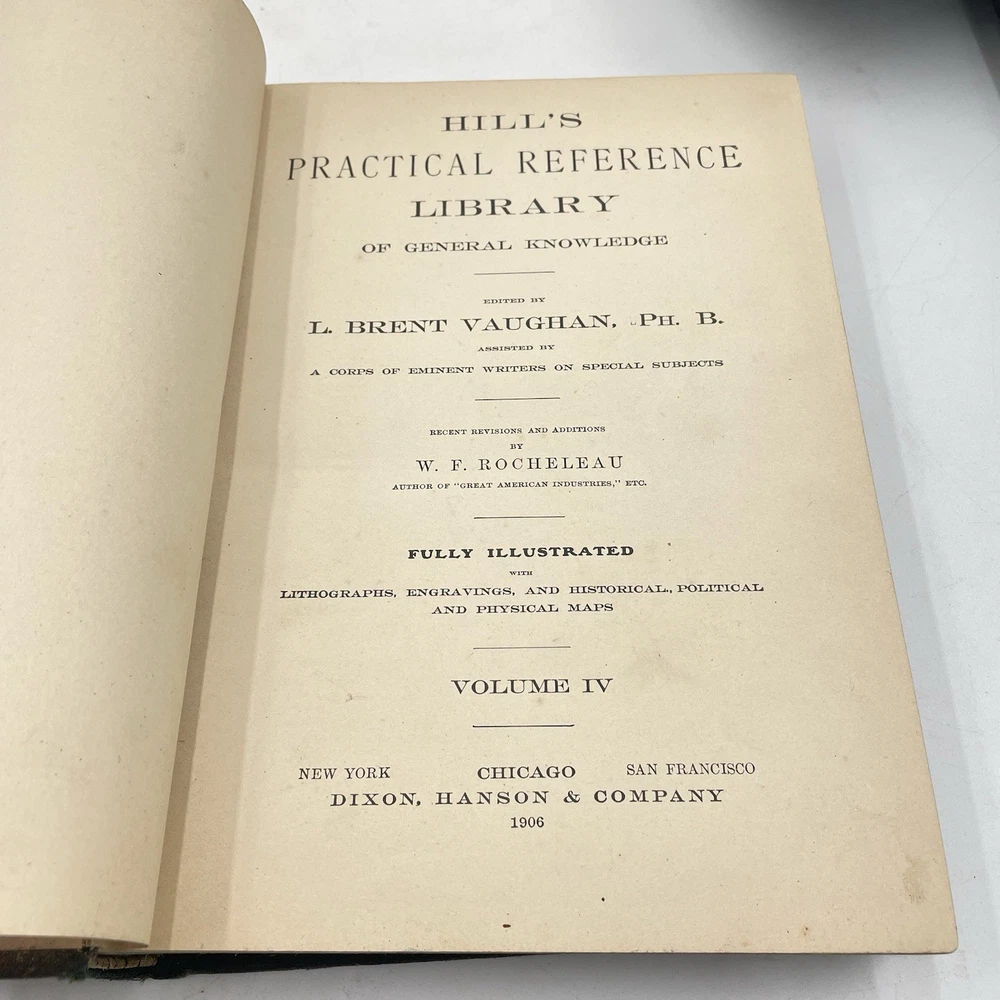 HILL'S
PRACTICAL REFERENCE
LIBRARY
OF GENERAL KNOWLEDGE
EDITED BY
L. BRENT VAUGHAN, PH. B.
ASSISTED BY
A CORPS OF EMINENT WRITERS ON SPECIAL SUBJECTS
RECENT REVISIONS AND ADDITIONS
BY
W. F. ROCHELEAU
AUTHOR OF "GREAT AMERICAN INDUSTRIES," ETC.
FULLY ILLUSTRATED
WITH
LITHOGRAPHS, ENGRAVINGS, AND HISTORICAL, POLITICAL
AND PHYSICAL MAPS
VOLUME IV
NEW YORK CHICAGO SAN FRANCISCO
DIXON, HANSON & COMPANY
1906